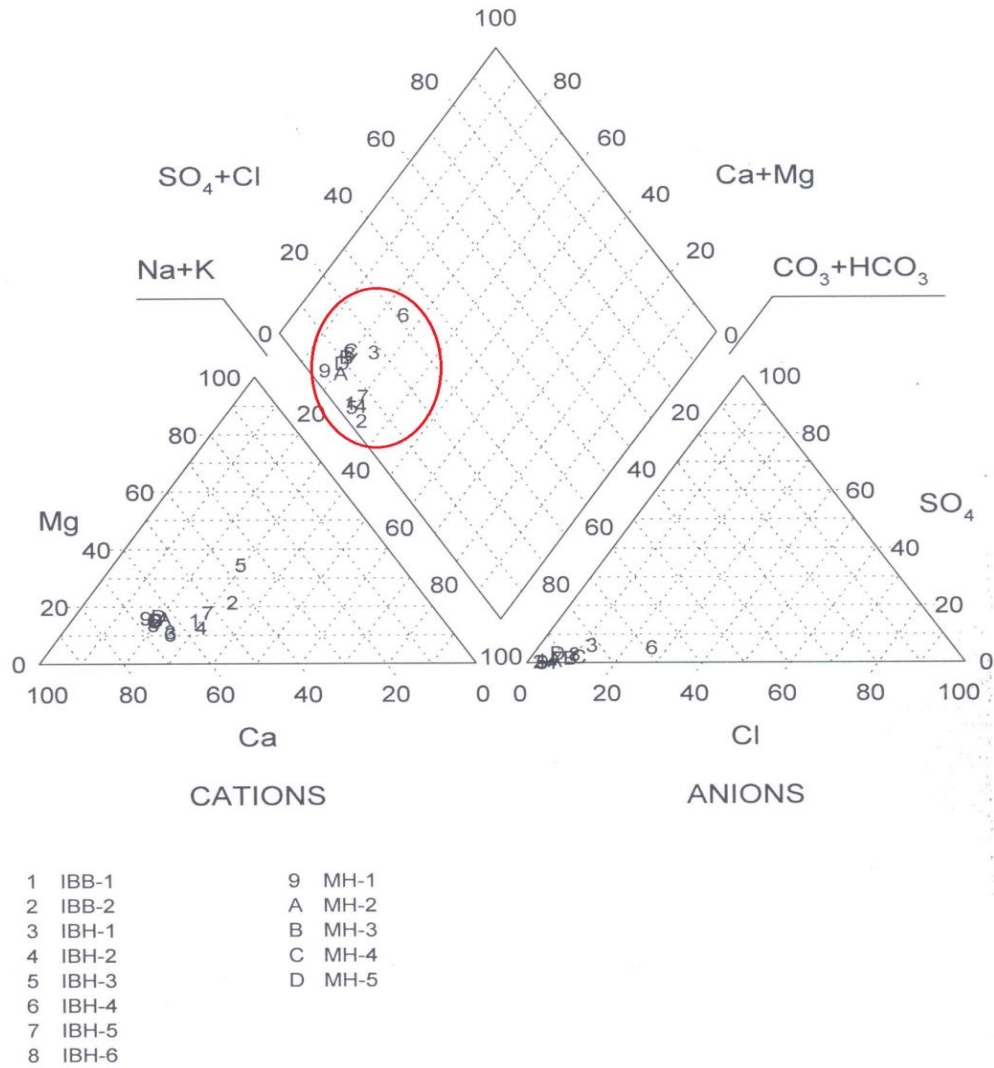 100
80 80
60 60
SO4+Cl Ca+Mg
40 40
20 20
Na+K CO3+HCO3
6
0 0
C 3
B
D
9 A
100 100
7
1 4
5
20 2 20
80 80
40 40
60 60
Mg SO4
60 60
40 40
5
80 80
20 2 20
9 D A 1 7
4
6 3 6
0 100 D 3 C 0
100 80 60 40 20 0 0 20 40 60 80 100
Ca Cl
CATIONS ANIONS
1 IBB-1 9 MH-1
2 IBB-2 A MH-2
3 IBH-1 B MH-3
4 IBH-2 C MH-4
5 IBH-3 D MH-5
6 IBH-4
7 IBH-5
8 IBH-6